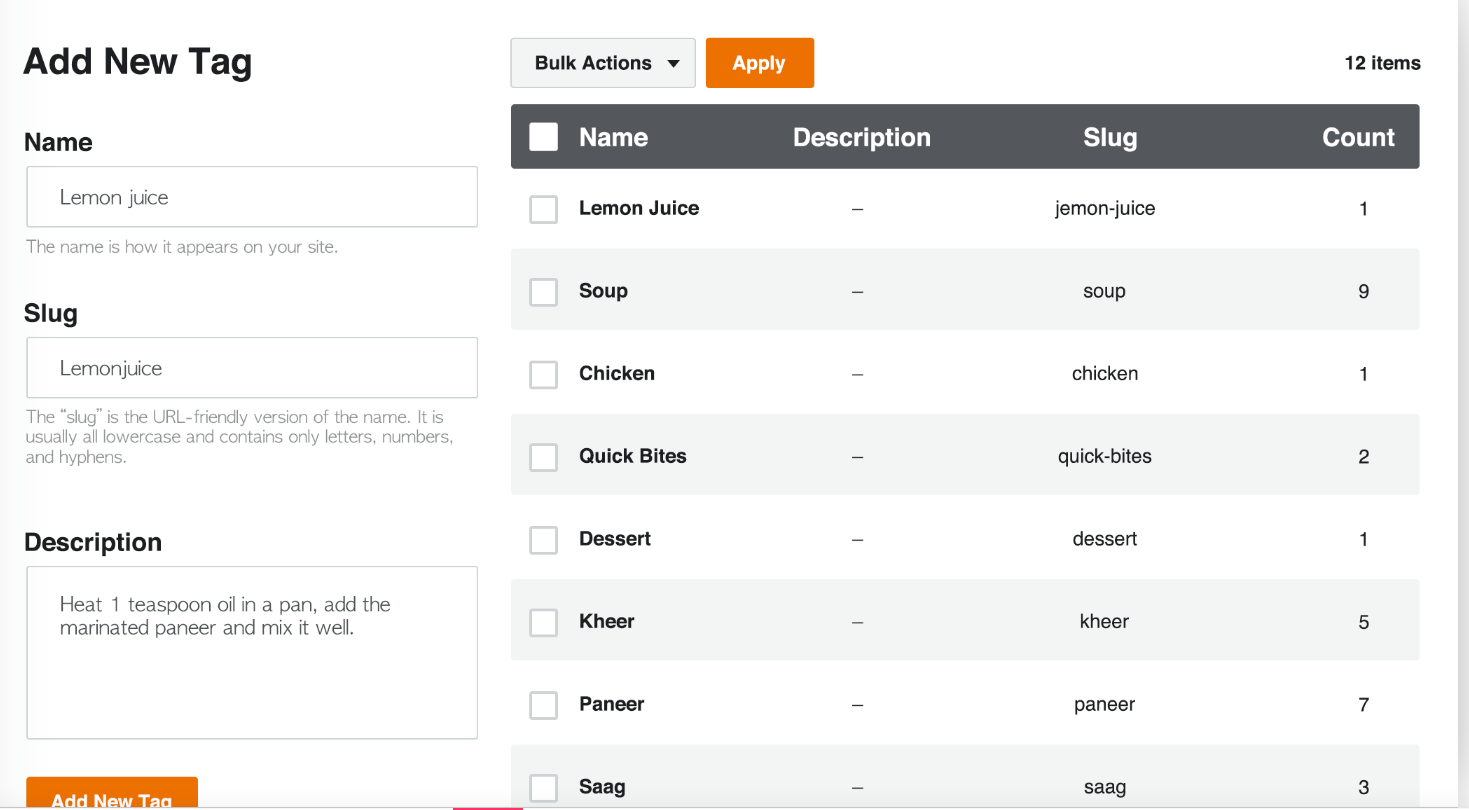 Add New Tag
Name
Lemon juice
The name is how it appears on your site.
Slug
Lemonjuice
The “slug” is the URL-friendly version of the name. It is
usually all lowercase and contains only letters, numbers,
and hyphens.
Description
Heat 1 teaspoon oil in a pan, add the
marinated paneer and mix it well.
Add New Tag
Bulk Actions Apply 12 items
Name Description Slug Count
Lemon Juice – jemon-juice 1
Soup – soup 9
Chicken – chicken 1
Quick Bites – quick-bites 2
Dessert – dessert 1
Kheer – kheer 5
Paneer – paneer 7
Saag – saag 3